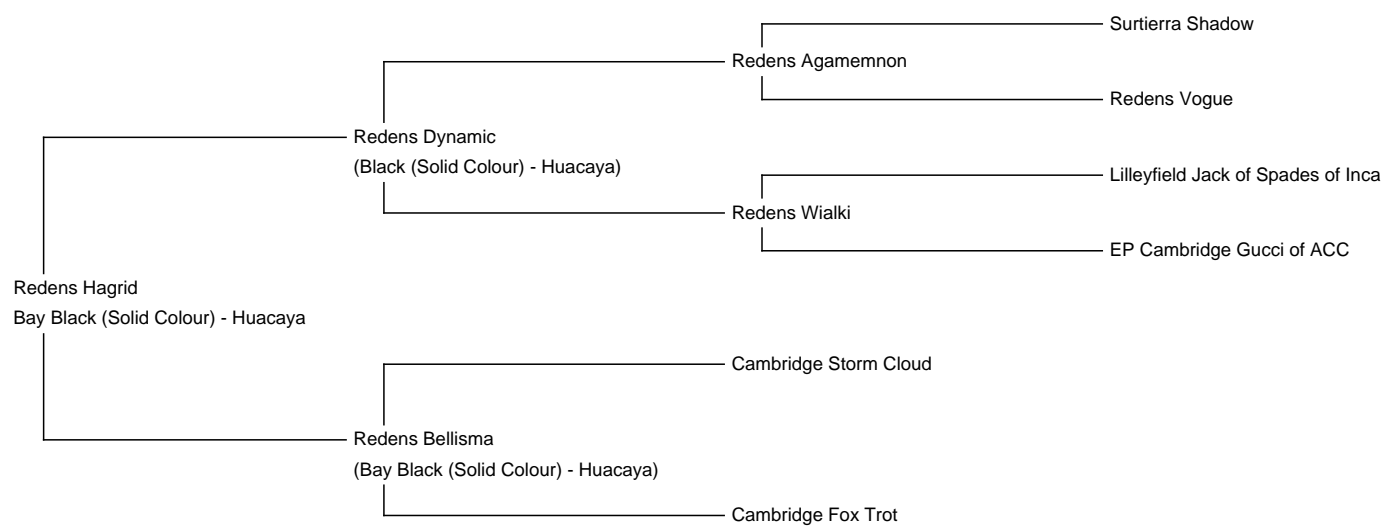 Surtierra Shadow
Redens Agamemnon
Redens Vogue
Redens Dynamic
(Black (Solid Colour) - Huacaya)
Lilleyfield Jack of Spades of Inca
Redens Wialki
EP Cambridge Gucci of ACC
Redens Hagrid
Bay Black (Solid Colour) - Huacaya
Cambridge Storm Cloud
Redens Bellisma
(Bay Black (Solid Colour) - Huacaya)
Cambridge Fox Trot